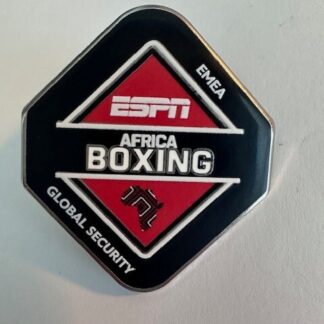 EMEA
ESPN
AFRICA
BOXING
GLOBAL SECURITY